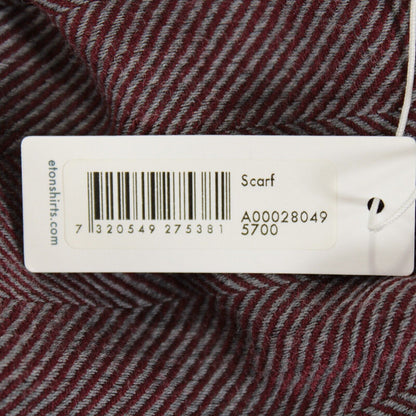 etonshirts.com
Scarf
7 320549 275381
A00028049
5700